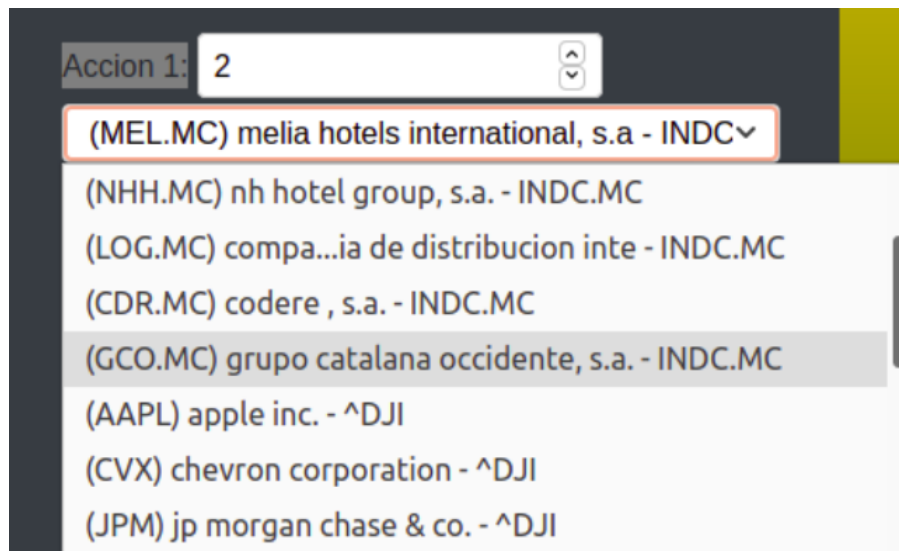 Accion 1: 2
(MEL.MC) melia hotels international, s.a - INDC
(NHH.MC) nh hotel group, s.a. - INDC.MC
(LOG.MC) compa...ia de distribucion inte - INDC.MC
(CDR.MC) codere , s.a. - INDC.MC
(GCO.MC) grupo catalana occidente, s.a. - INDC.MC
(AAPL) apple inc. - ^DJI
(CVX) chevron corporation - ^DJI
(JPM) jp morgan chase & co. - ^DJI